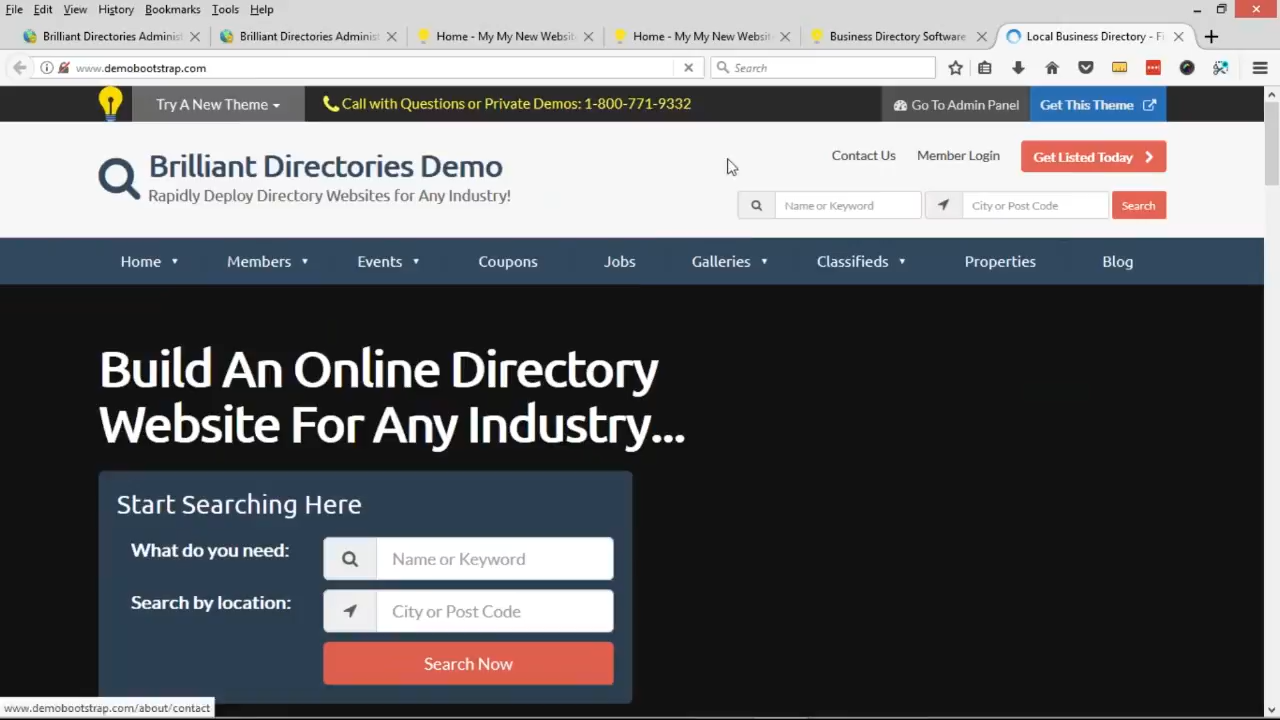 File Edit View History Bookmarks Tools Help
Brilliant Directories Administ
Brilliant Directories Administ
Home - My My New Websit
Home - My My New Websit
Business Directory Software
Local Business Directory - Fi
www.demobootstrap.com
Search
Try A New Theme
Call with Questions or Private Demos: 1-800-771-9332
Go To Admin Panel
Get This Theme
Brilliant Directories Demo
Rapidly Deploy Directory Websites for Any Industry!
Contact Us
Member Login
Get Listed Today
Name or Keyword
City or Post Code
Search
Home
Members
Events
Coupons
Jobs
Galleries
Classifieds
Properties
Blog
Build An Online Directory
Website For Any Industry...
Start Searching Here
What do you need:
Name or Keyword
Search by location:
City or Post Code
Search Now
www.demobootstrap.com/about/contact